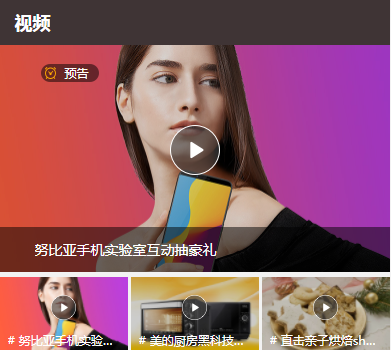 视频
预告
努比亚手机实验室互动抽豪礼
# 努比亚手机实验...
# 美的厨房黑科技...
# 直击亲子烘焙sh...